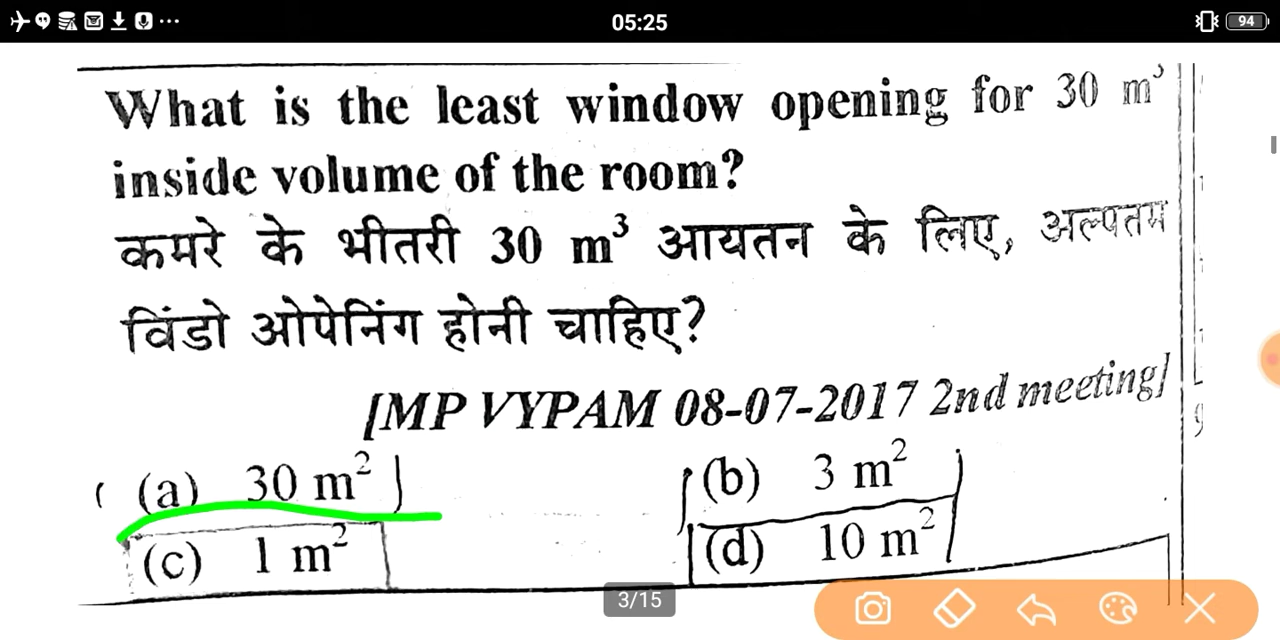 05:25
94
What is the least window opening for 30 m³
inside volume of the room?
कमरे के भीतरी 30 m³ आयतन के लिए, अल्पतम
विंडो ओपेनिंग होनी चाहिए?
[MP VYPAM 08-07-2017 2nd meeting]
(a) 30 m² (b) 3 m²
(c) 1 m² (d) 10 m²
3/15